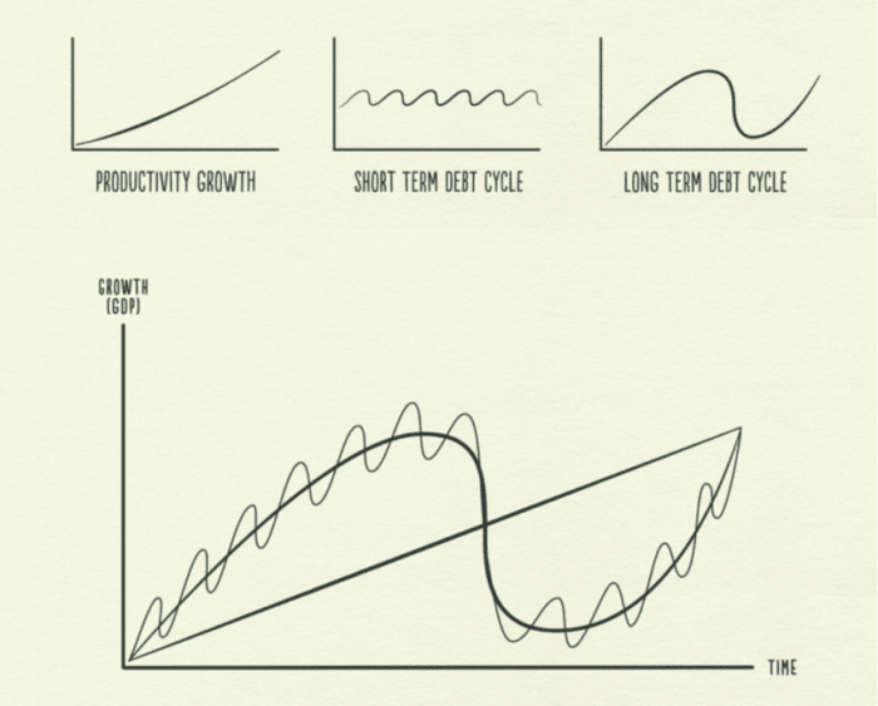 PRODUCTIVITY GROWTH
SHORT TERM DEBT CYCLE
LONG TERM DEBT CYCLE
GROWTH
(GDP)
TIME